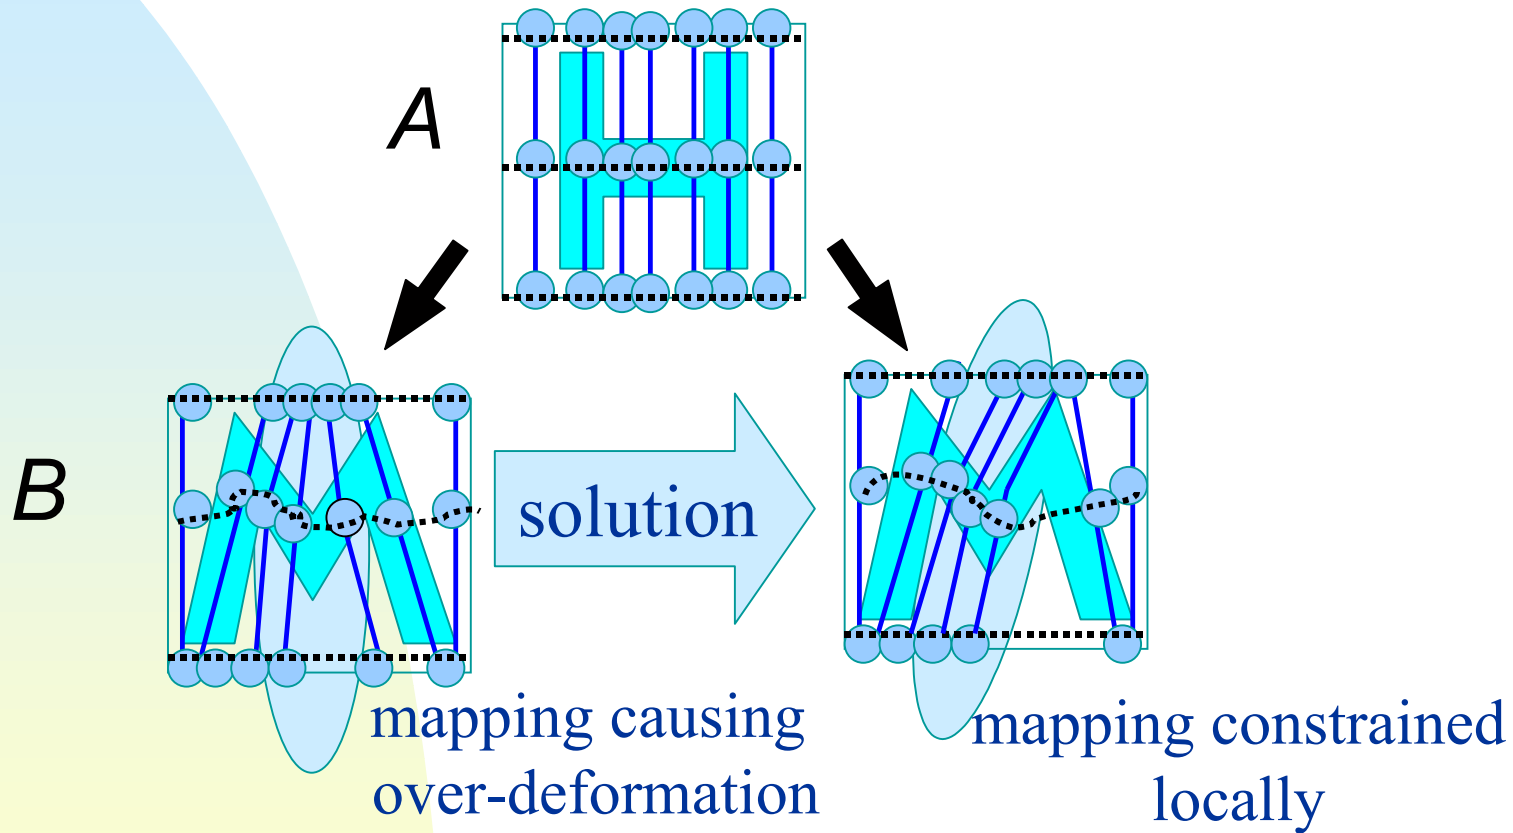 A
H
B
M
solution
M
mapping causing
over-deformation
mapping constrained
locally